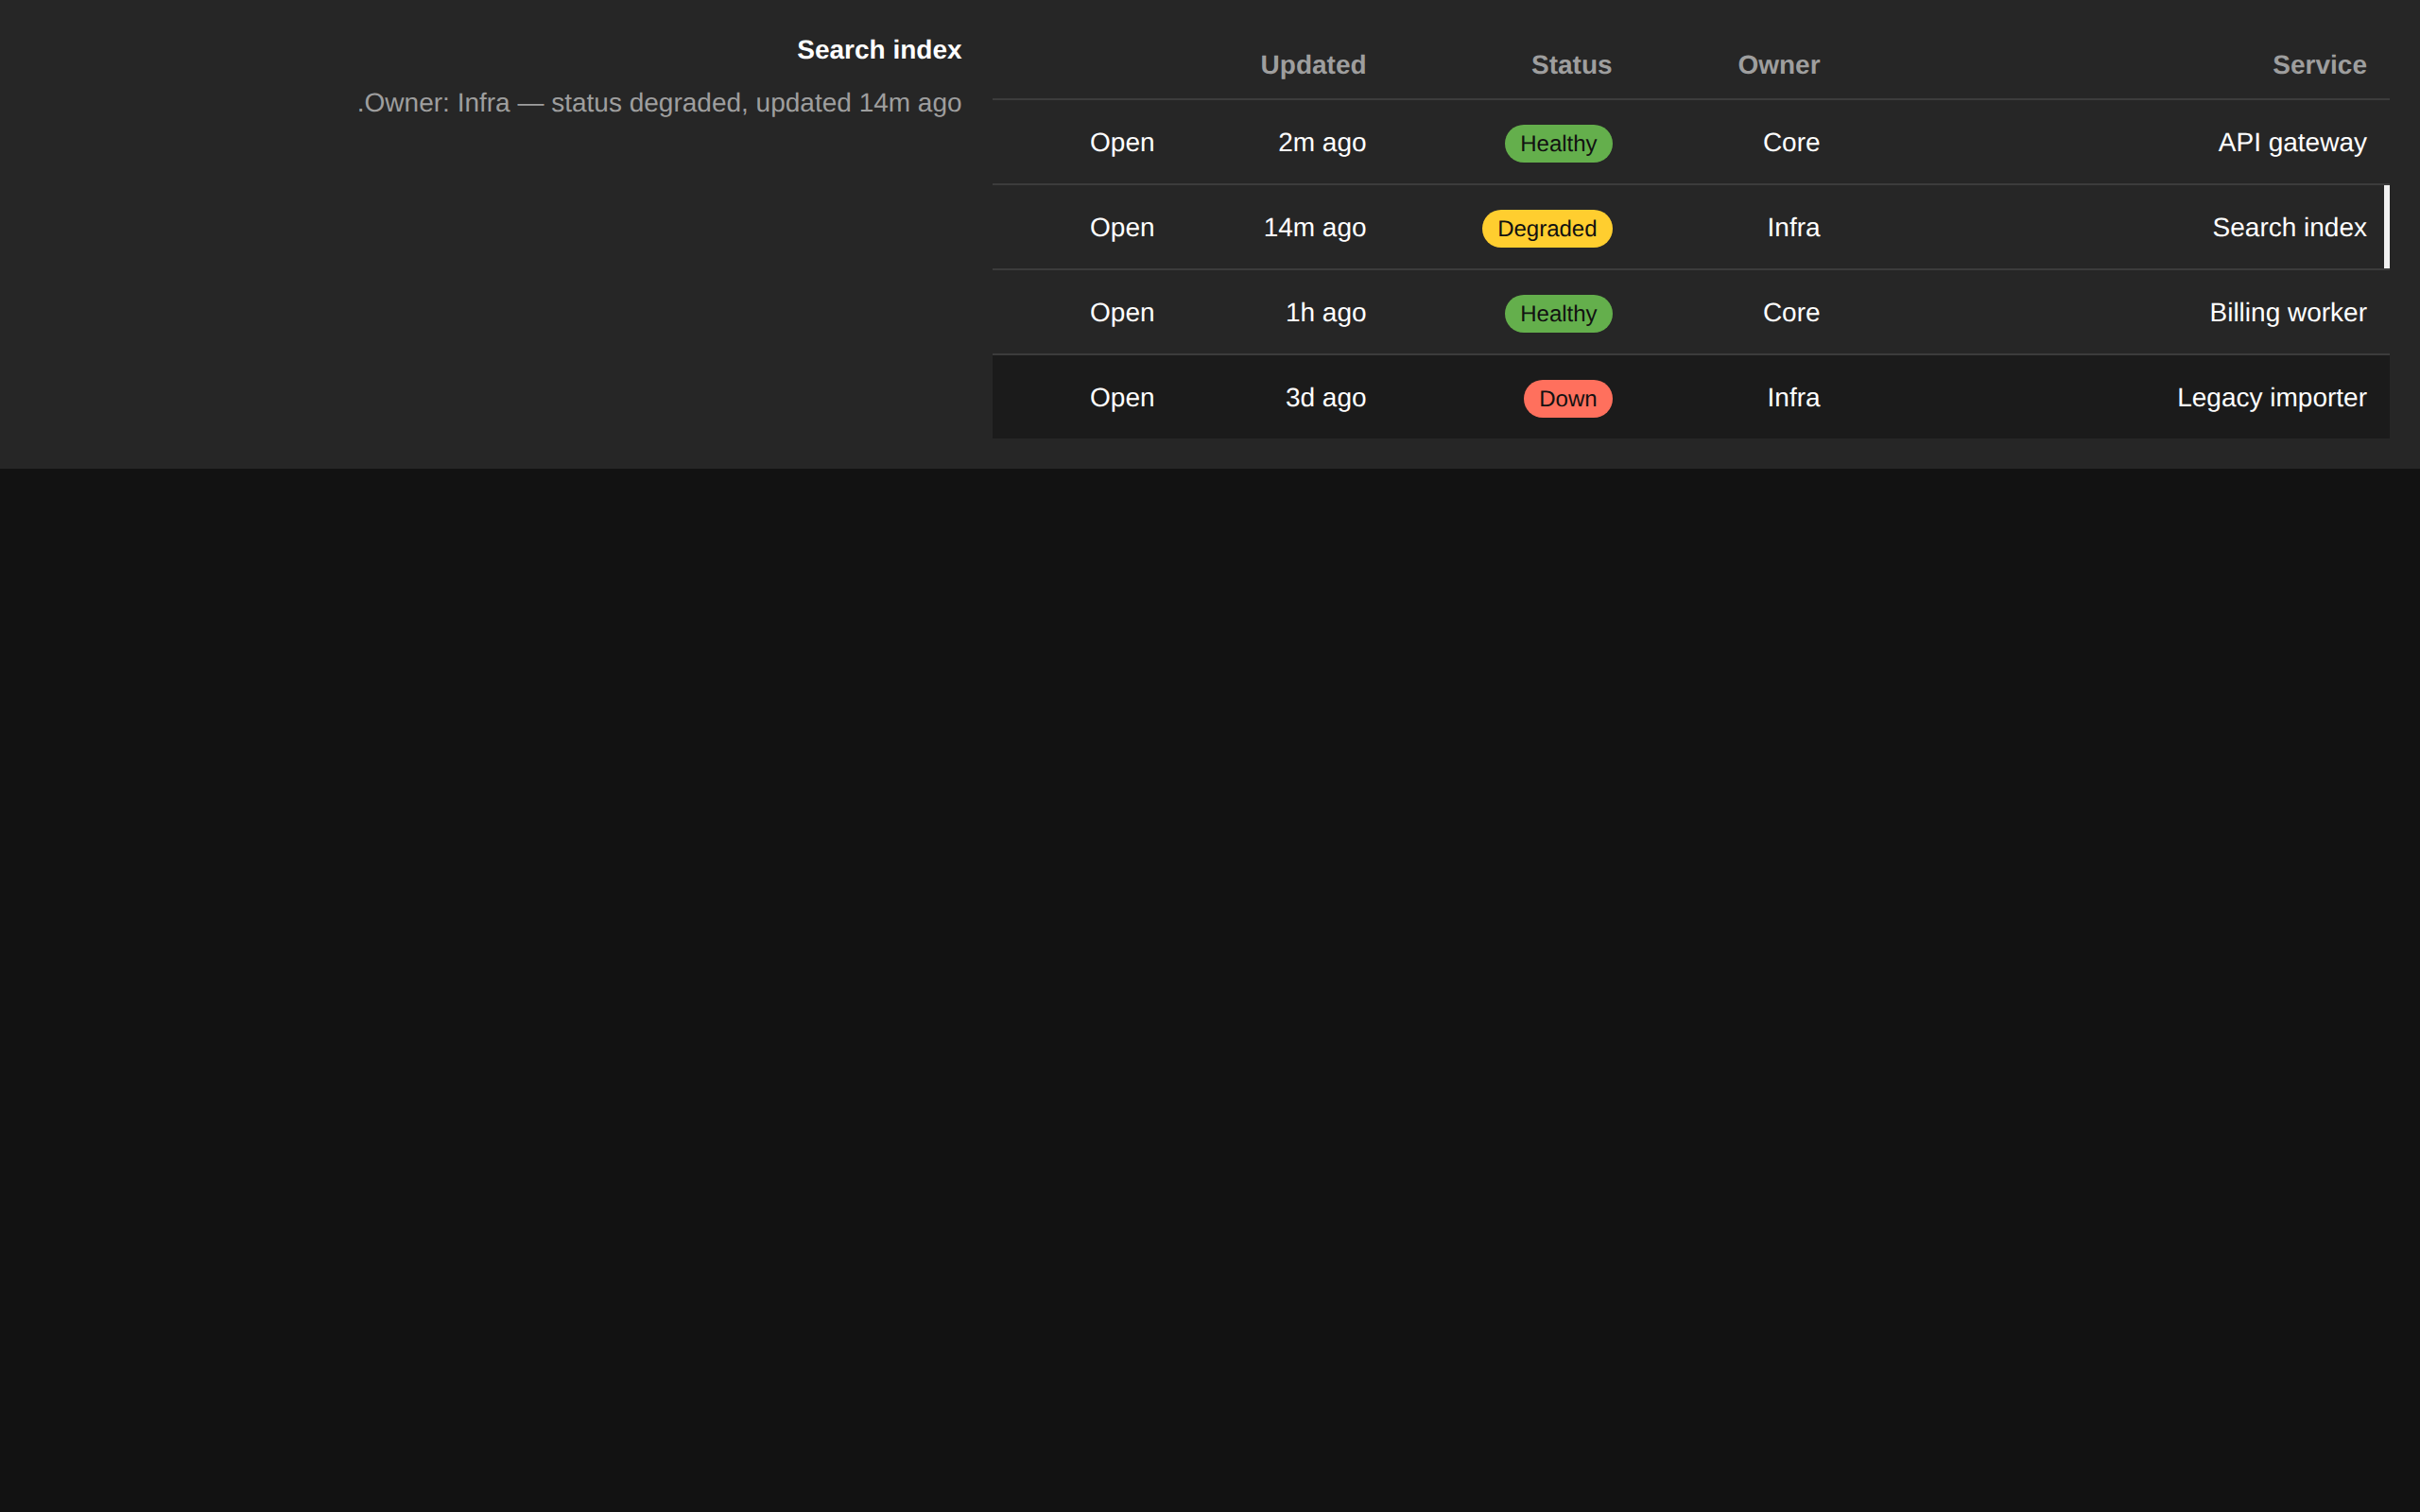 Service Owner Status Updated
API gateway Core Healthy 2m ago Open
Search index Infra Degraded 14m ago Open
Billing worker Core Healthy 1h ago Open
Legacy importer Infra Down 3d ago Open
Search index
.Owner: Infra — status degraded, updated 14m ago